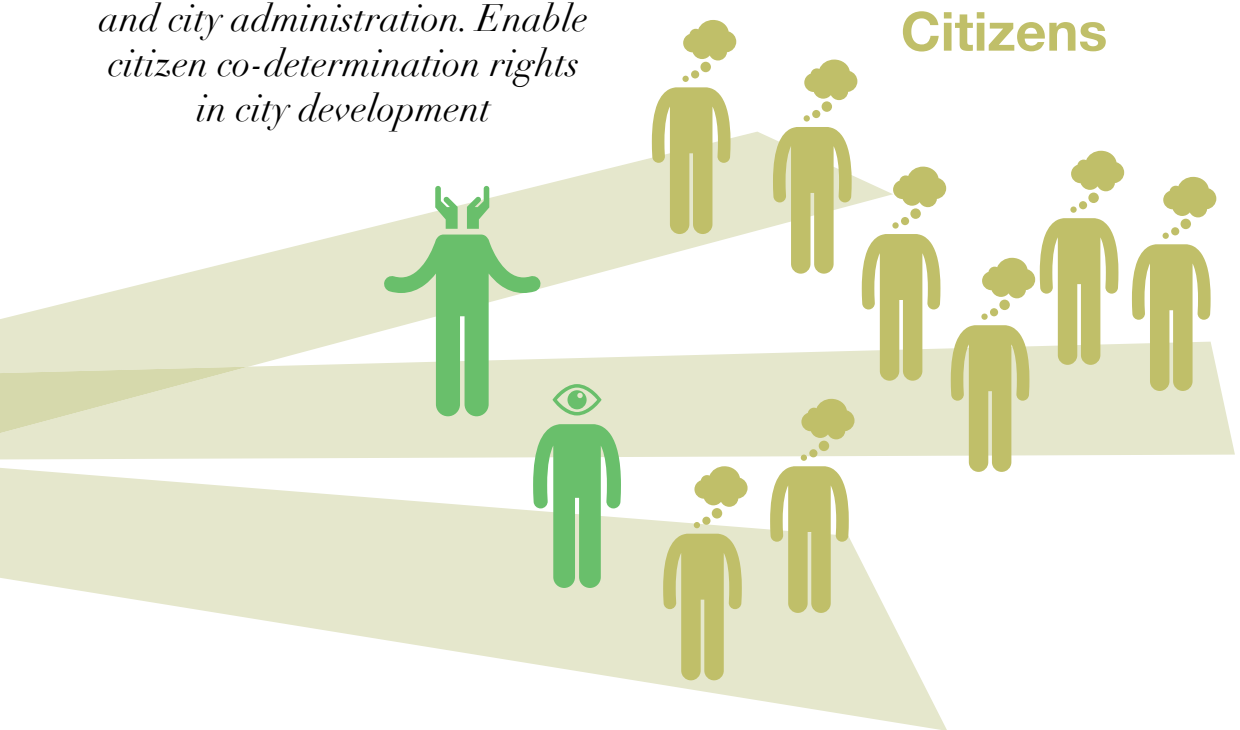 and city administration. Enable
citizen co-determination rights
in city development
Citizens